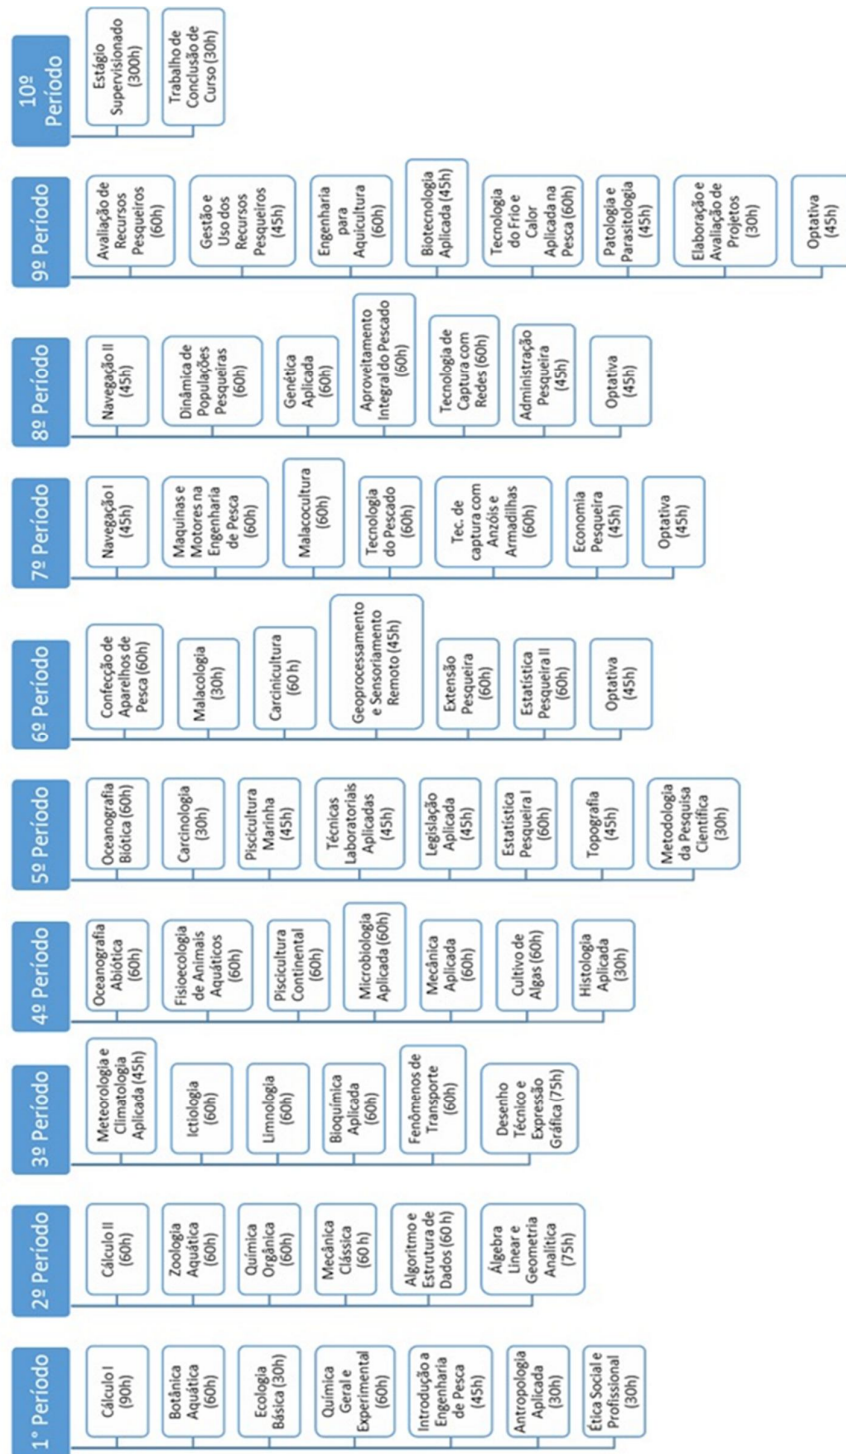 1° Período
Cálculo I
(90h)
Botânica
Aquática
(60h)
Ecologia
Básica (30h)
Química
Geral e
Experimental
(60h)
Introdução a
Engenharia
de Pesca
(45h)
Antropologia
Aplicada
(30h)
Ética Social e
Profissional
(30h)
2º Período
Cálculo II
(60h)
Zoologia
Aquática
(60h)
Química
Orgânica
(60h)
Mecânica
Clássica
(60 h)
Algoritmo e
Estrutura de
Dados (60 h)
Álgebra
Linear e
Geometria
Analítica
(75h)
3º Período
Meteorologia e
Climatologia
Aplicada (45h)
Ictiologia
(60h)
Limnologia
(60h)
Bioquímica
Aplicada
(60h)
Fenômenos de
Transporte
(60h)
Desenho
Técnico e
Expressão
Gráfica (75h)
4º Período
Oceanografia
Abiótica
(60h)
Fisioecologia
de Animais
Aquáticos
(60h)
Piscicultura
Continental
(60h)
Microbiologia
Aplicada (60h)
Mecânica
Aplicada
(60h)
Cultivo de
Algas (60h)
Histologia
Aplicada
(30h)
5º Período
Oceanografia
Biótica (60h)
Carcinologia
(30h)
Piscicultura
Marinha
(45h)
Técnicas
Laboratoriais
Aplicadas
(45h)
Legislação
Aplicada
(45h)
Estatística
Pesqueira I
(60h)
Topografia
(45h)
Metodologia
da Pesquisa
Científica
(30h)
6º Período
Confecção de
Aparelhos de
Pesca (60h)
Malacologia
(30h)
Carcinicultura
(60 h)
Geoprocessamento
e Sensoriamento
Remoto (45h)
Extensão
Pesqueira
(60h)
Estatística
Pesqueira II
(60h)
Optativa
(45h)
7º Período
Navegação I
(45h)
Maquinas e
Motores na
Engenharia
de Pesca
(60h)
Malacocultura
(60h)
Tecnologia
do Pescado
(60h)
Tec. de
captura com
Anzóis e
Armadilhas
(60h)
Economia
Pesqueira
(45h)
Optativa
(45h)
8º Período
Navegação II
(45h)
Dinâmica de
Populações
Pesqueiras
(60h)
Genética
Aplicada
(60h)
Aproveitamento
Integral do Pescado
(60h)
Tecnologia de
Captura com
Redes (60h)
Administração
Pesqueira
(45h)
Optativa
(45h)
9º Período
Avaliação de
Recursos
Pesqueiros
(60h)
Gestão e
Uso dos
Recursos
Pesqueiros
(45h)
Engenharia
para
Aquicultura
(60h)
Biotecnologia
Aplicada (45h)
Tecnologia
do Frio e
Calor
Aplicada na
Pesca (60h)
Patologia e
Parasitologia
(45h)
Elaboração e
Avaliação de
Projetos
(30h)
Optativa
(45h)
10º
Período
Estágio
Supervisionado
(300h)
Trabalho de
Conclusão de
Curso (30h)